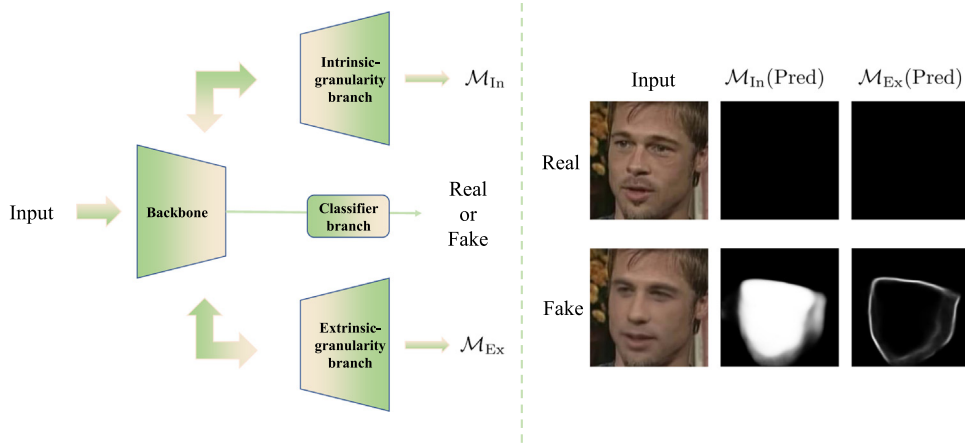 Input
Backbone
Intrinsic-
granularity
branch
ℳ_In
Classifier
branch
Real
or
Fake
Extrinsic-
granularity
branch
ℳ_Ex
Input
ℳ_In(Pred)
ℳ_Ex(Pred)
Real
Fake